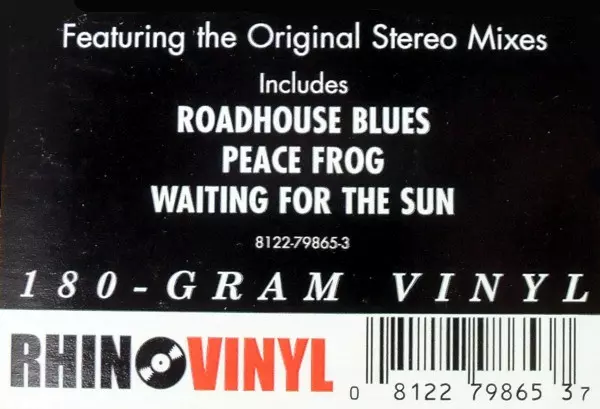 Featuring the Original Stereo Mixes
Includes
ROADHOUSE BLUES
PEACE FROG
WAITING FOR THE SUN
8122-79865-3
180-GRAM VINYL
RHINO VINYL
0 8122 79865 3 7